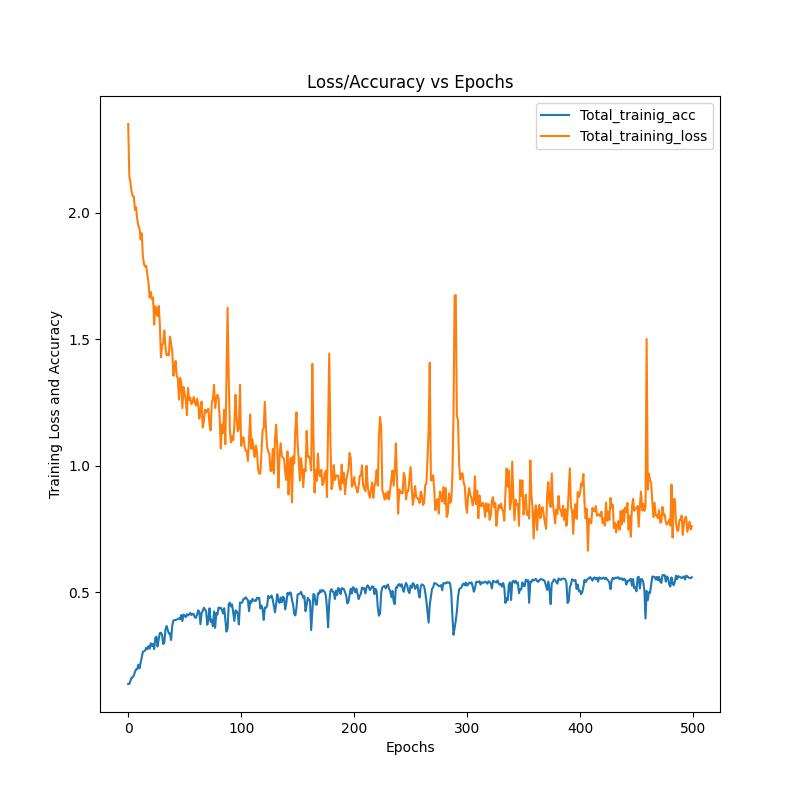 Loss/Accuracy vs Epochs
Total_trainig_acc
Total_training_loss
Training Loss and Accuracy
2.0
1.5
1.0
0.5
0 100 200 300 400 500
Epochs